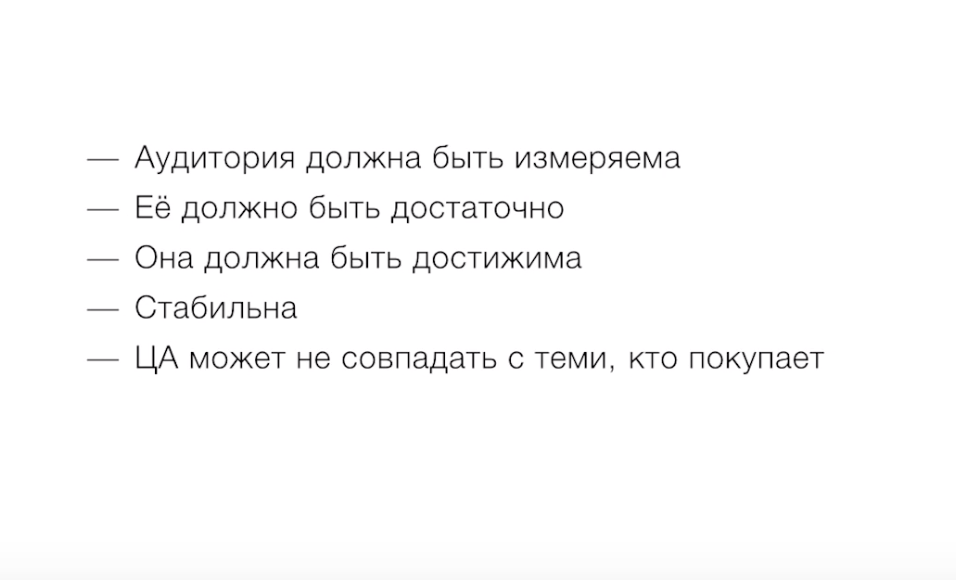 — Аудитория должна быть измеряема
— Её должно быть достаточно
— Она должна быть достижима
— Стабильна
— ЦА может не совпадать с теми, кто покупает